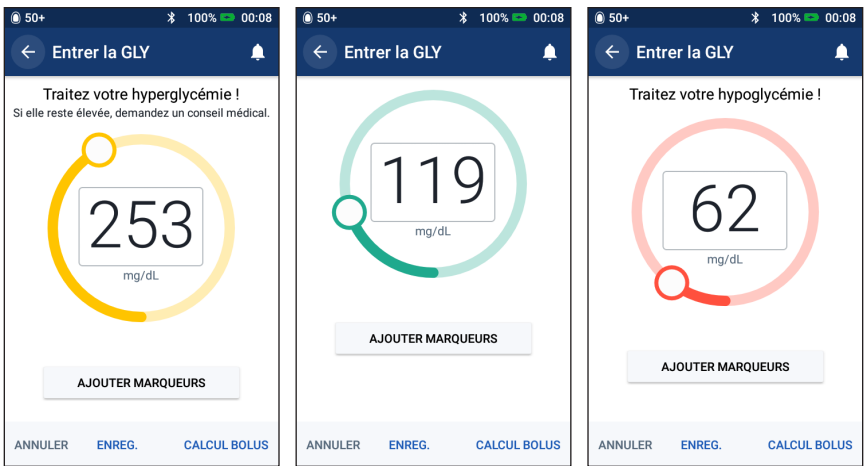 50+ 100% 00:08
Entrer la GLY
Traitez votre hyperglycémie !
Si elle reste élevée, demandez un conseil médical.
253
mg/dL
AJOUTER MARQUEURS
ANNULER ENREG. CALCUL BOLUS
50+ 100% 00:08
Entrer la GLY
119
mg/dL
AJOUTER MARQUEURS
ANNULER ENREG. CALCUL BOLUS
50+ 100% 00:08
Entrer la GLY
Traitez votre hypoglycémie !
62
mg/dL
AJOUTER MARQUEURS
ANNULER ENREG. CALCUL BOLUS